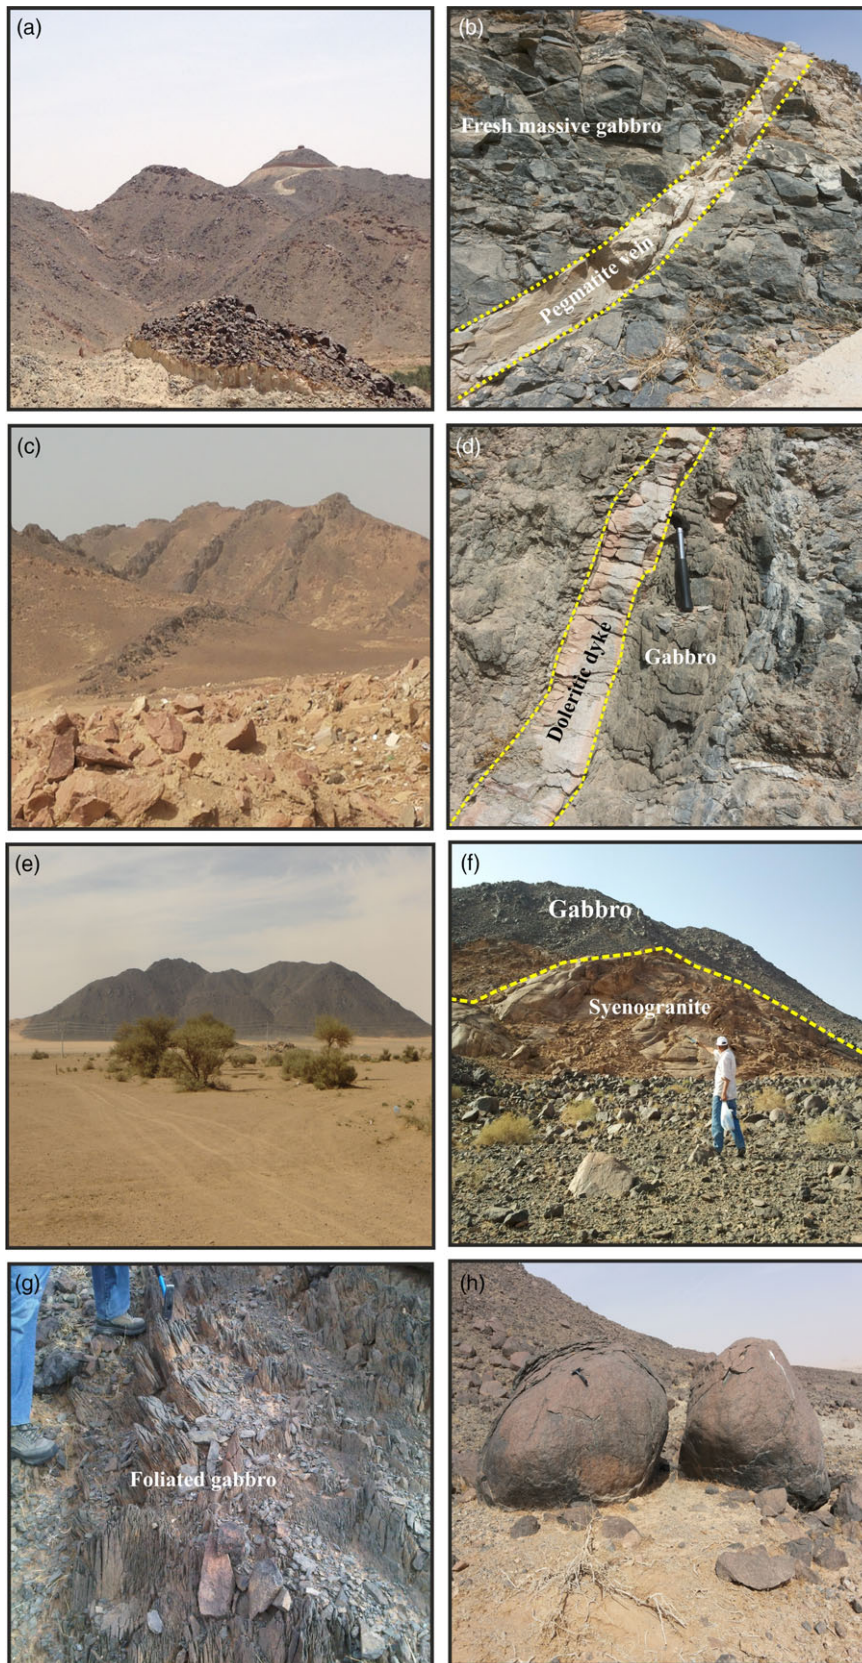 (a)
(b)
Fresh massive gabbro
Pegmatite vein
(c)
(d)
Doleritic dyke
Gabbro
(e)
(f)
Gabbro
Syenogranite
(g)
Foliated gabbro
(h)